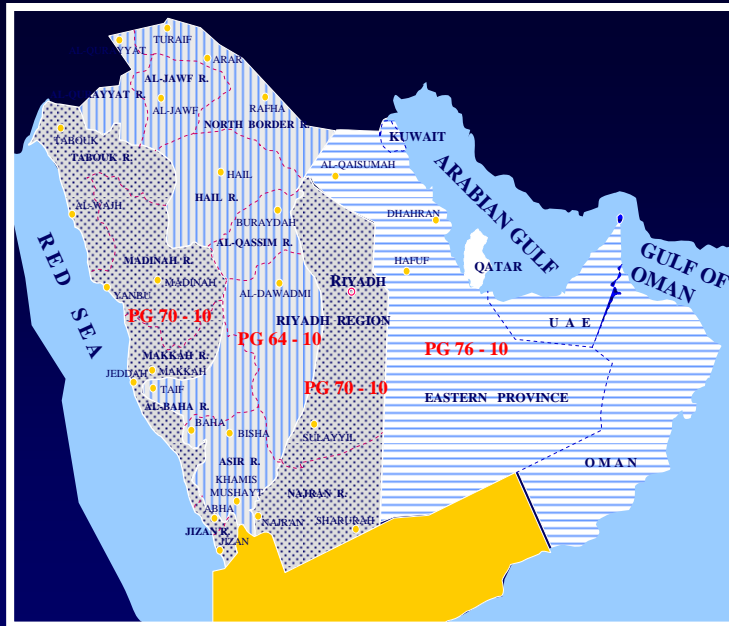 TURAIF
ARAR
AL-JAWF R.
AL-JAWF
RAFHA
NORTH BORDER R.
KUWAIT
TABOUK
TABOUK R.
AL-QAISUMAH
HAIL
HAIL R.
ARABIAN GULF
AL-WAJH
BURAYDAH
DHAHRAN
AL-QASSIM R.
RED SEA
MADINAH R.
MADINAH
YANBU
AL-DAWADMI
RIYADH
HAFUF
QATAR
GULF OF
OMAN
PG 70 - 10
RIYADH REGION
U A E
PG 64 - 10
PG 76 - 10
MAKKAH R.
MAKKAH
JEDDAH
TAIF
PG 70 - 10
EASTERN PROVINCE
AL-BAHA R.
BAHA
BISHA
SULAYYIL
ASIR R.
OMAN
KHAMIS
MUSHAYT
NAJRAN R.
ABHA
NAJRAN
SHARURAH
JIZAN R.
JIZAN